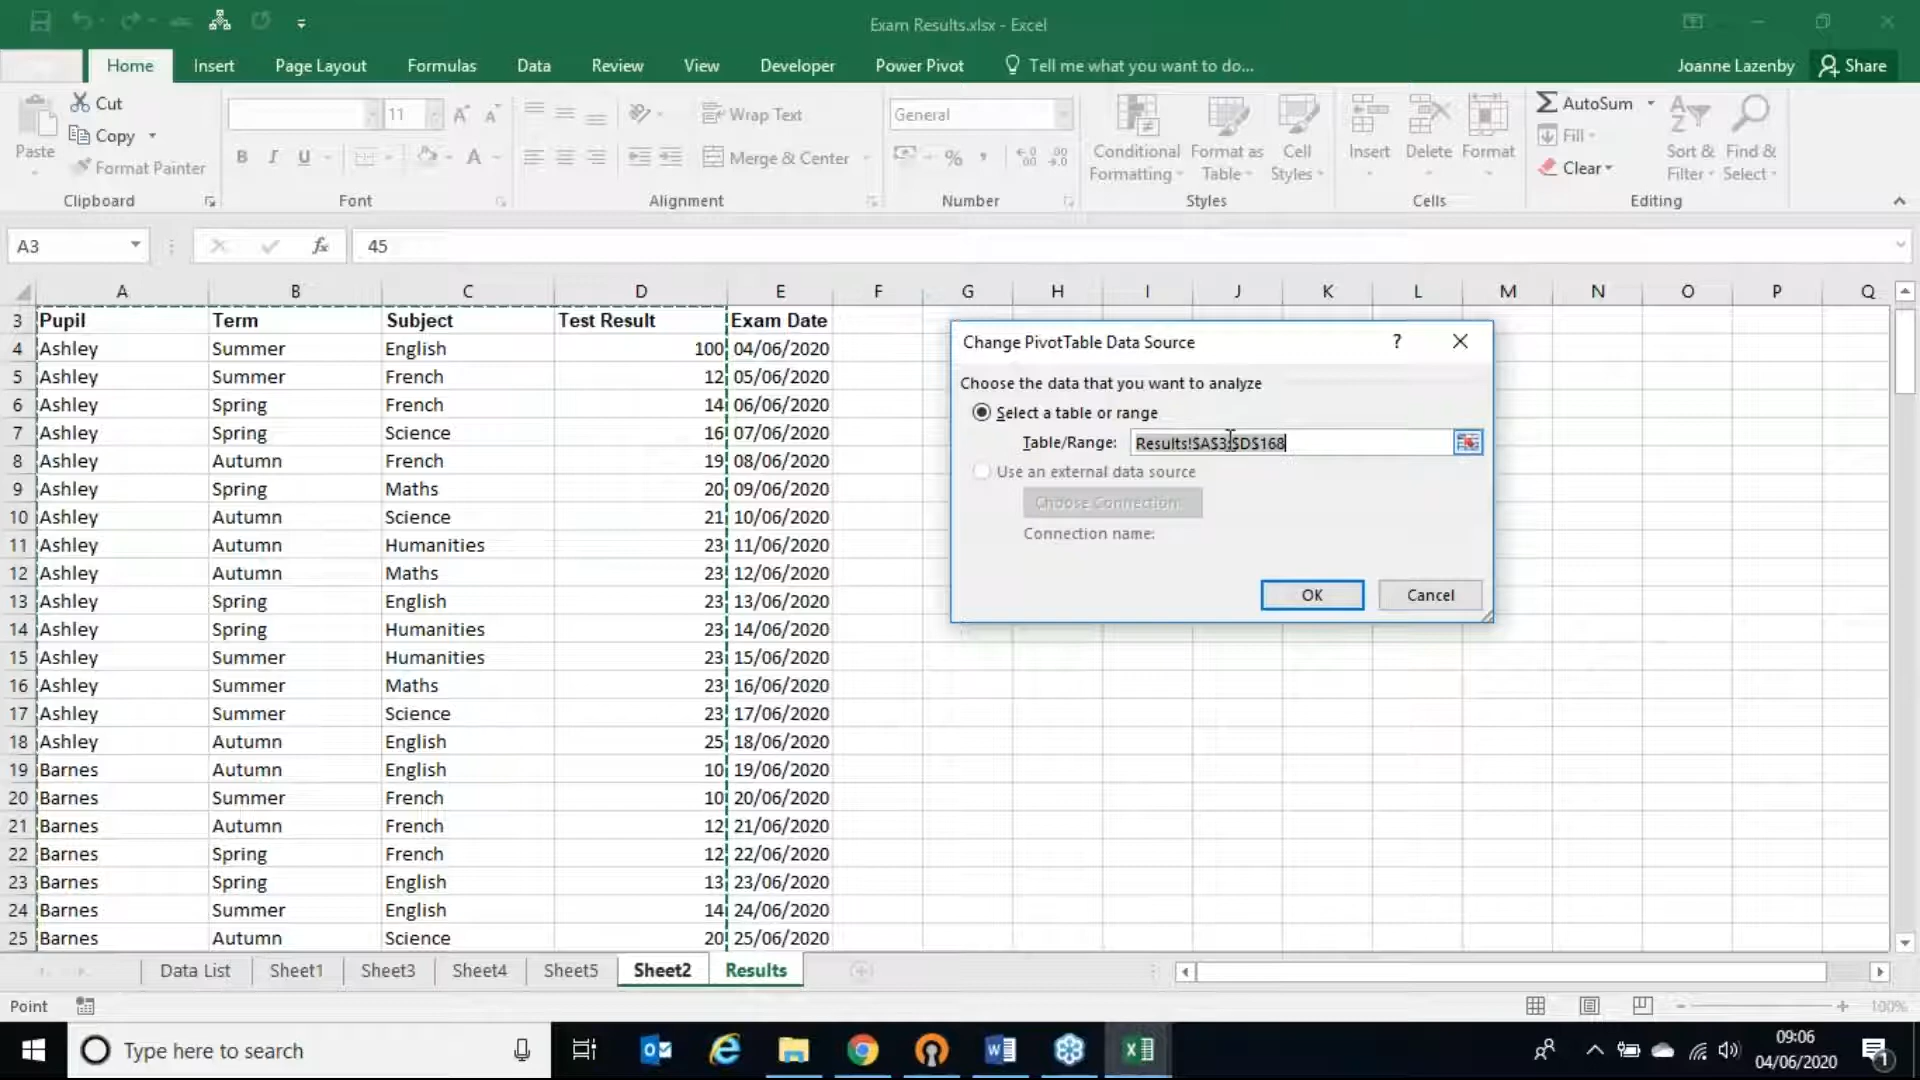 Exam Results.xlsx - Excel
Home Insert Page Layout Formulas Data Review View Developer Power Pivot Tell me what you want to do... Joanne Lazenby Share
Paste Cut Copy Format Painter Clipboard
11 B I U Font
Wrap Text Merge & Center Alignment
General % Number
Conditional Formatting Format as Table Cell Styles Styles
Insert Delete Format Cells
AutoSum Fill Clear Sort & Filter Find & Select Editing
A3 fx 45
A B C D E F G H I J K L M N O P Q
3 Pupil Term Subject Test Result Exam Date
4 Ashley Summer English 100 04/06/2020
5 Ashley Summer French 12 05/06/2020
6 Ashley Spring French 14 06/06/2020
7 Ashley Spring Science 16 07/06/2020
8 Ashley Autumn French 19 08/06/2020
9 Ashley Spring Maths 20 09/06/2020
10 Ashley Autumn Science 21 10/06/2020
11 Ashley Autumn Humanities 23 11/06/2020
12 Ashley Autumn Maths 23 12/06/2020
13 Ashley Spring English 23 13/06/2020
14 Ashley Spring Humanities 23 14/06/2020
15 Ashley Summer Humanities 23 15/06/2020
16 Ashley Summer Maths 23 16/06/2020
17 Ashley Summer Science 23 17/06/2020
18 Ashley Autumn English 25 18/06/2020
19 Barnes Autumn English 10 19/06/2020
20 Barnes Summer French 10 20/06/2020
21 Barnes Autumn French 12 21/06/2020
22 Barnes Spring French 12 22/06/2020
23 Barnes Spring English 13 23/06/2020
24 Barnes Summer English 14 24/06/2020
25 Barnes Autumn Science 20 25/06/2020
Change PivotTable Data Source ?
Choose the data that you want to analyze
Select a table or range
Table/Range: Results!$A$3:$D$168
Use an external data source
Choose Connection...
Connection name:
OK Cancel
Data List Sheet1 Sheet3 Sheet4 Sheet5 Sheet2 Results
Point 100%
Type here to search
09:06
04/06/2020
1